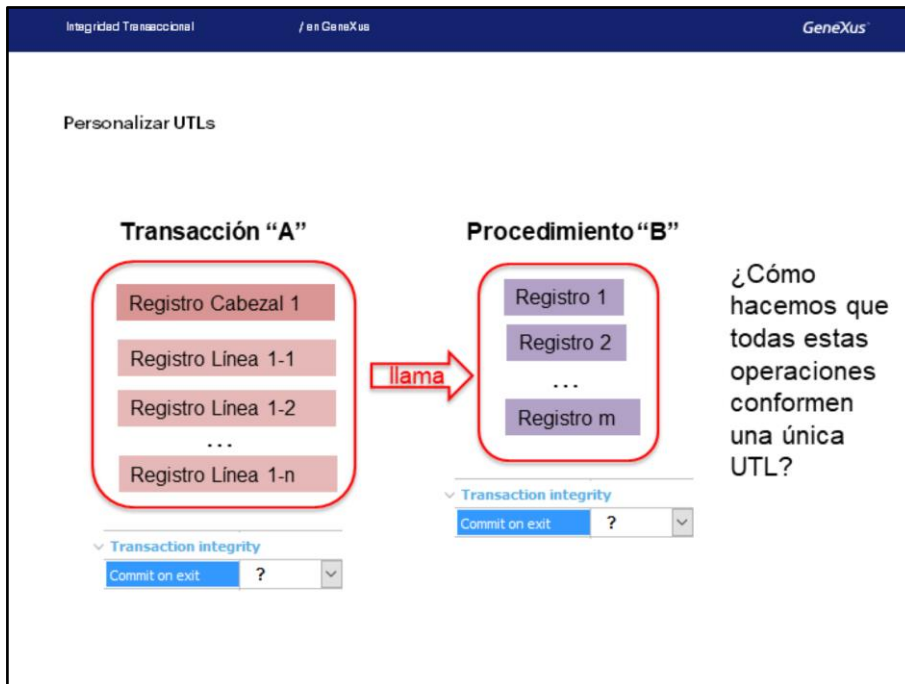 Integridad Transaccional / en GeneXus GeneXus
Personalizar UTLs
Transacción “A”
Registro Cabezal 1
Registro Línea 1-1
Registro Línea 1-2
...
Registro Línea 1-n
Transaction integrity
Commit on exit ?
llama
Procedimiento “B”
Registro 1
Registro 2
...
Registro m
Transaction integrity
Commit on exit ?
¿Cómo
hacemos que
todas estas
operaciones
conformen
una única
UTL?